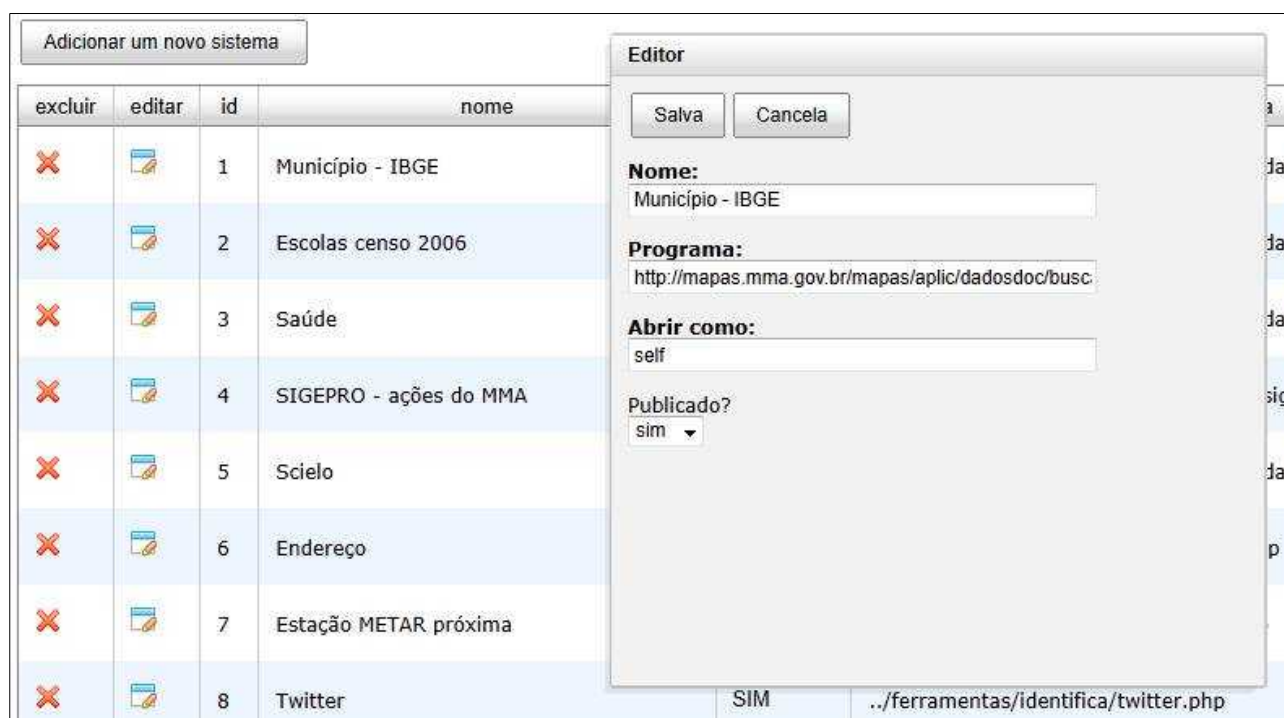 Adicionar um novo sistema
Editor
excluir editar id nome
Salva Cancela
1 Município - IBGE
Nome:
Município - IBGE
2 Escolas censo 2006
Programa:
http://mapas.mma.gov.br/mapas/aplic/dadosdoc/busc
3 Saúde
Abrir como:
self
4 SIGEPRO - ações do MMA
Publicado?
sim
5 Scielo
6 Endereço
7 Estação METAR próxima
8 Twitter SIM ../ferramentas/identifica/twitter.php